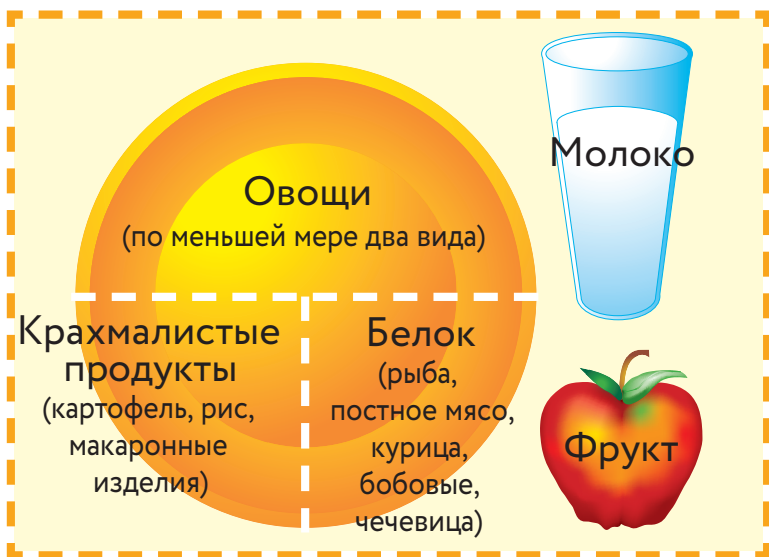 Овощи
(по меньшей мере два вида)
Крахмалистые
продукты
(картофель, рис,
макаронные
изделия)
Белок
(рыба,
постное мясо,
курица,
бобовые,
чечевица)
Молоко
Фрукт